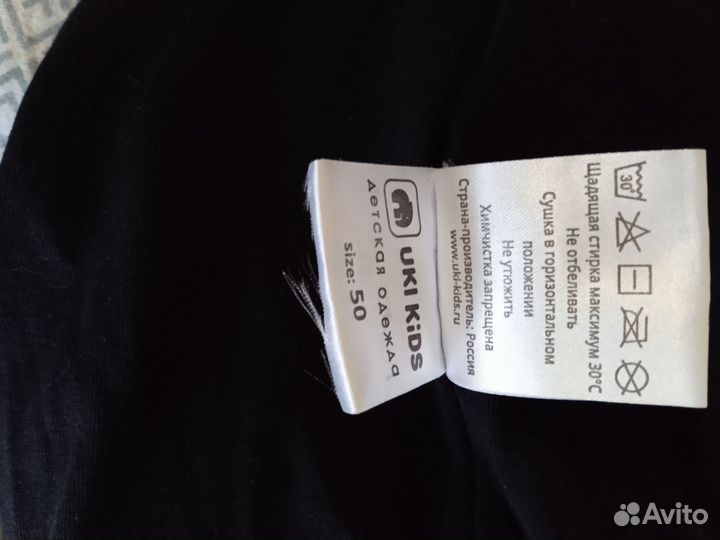 UKI KiDS
детская одежда
size: 50
30°
Щадящая стирка максимум 30°С
Не отбеливать
Сушка в горизонтальном
положении
Не утюжить
Химчистка запрещена
Страна-производитель: Россия
www.uki-kids.ru
Avito